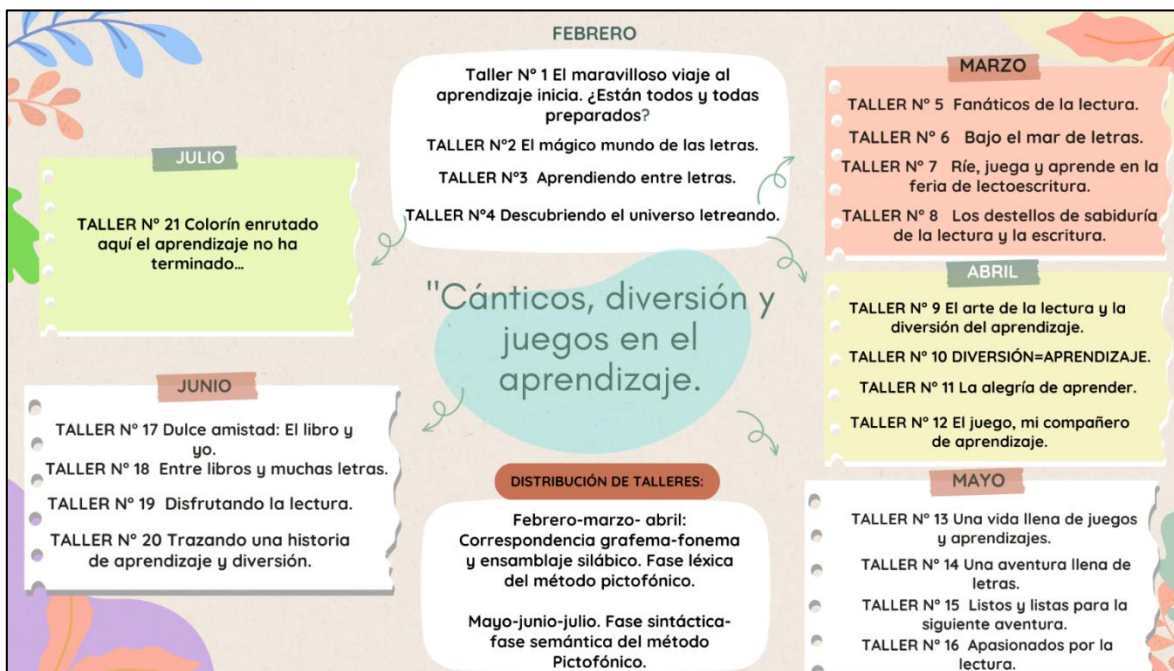 FEBRERO
Taller N° 1 El maravilloso viaje al
aprendizaje inicia. ¿Están todos y todas
preparados?
TALLER N°2 El mágico mundo de las letras.
TALLER N°3 Aprendiendo entre letras.
TALLER N°4 Descubriendo el universo letreando.
MARZO
TALLER N° 5 Fanáticos de la lectura.
TALLER N° 6 Bajo el mar de letras.
TALLER N° 7 Ríe, juega y aprende en la
feria de lectoescritura.
TALLER N° 8 Los destellos de sabiduría
de la lectura y la escritura.
ABRIL
TALLER N° 9 El arte de la lectura y la
diversión del aprendizaje.
TALLER N° 10 DIVERSIÓN=APRENDIZAJE.
TALLER N° 11 La alegría de aprender.
TALLER N° 12 El juego, mi compañero
de aprendizaje.
MAYO
TALLER N° 13 Una vida llena de juegos
y aprendizajes.
TALLER N° 14 Una aventura llena de
letras.
TALLER N° 15 Listos y listas para la
siguiente aventura.
TALLER N° 16 Apasionados por la
lectura.
JUNIO
TALLER N° 17 Dulce amistad: El libro y
yo.
TALLER N° 18 Entre libros y muchas letras.
TALLER N° 19 Disfrutando la lectura.
TALLER N° 20 Trazando una historia
de aprendizaje y diversión.
JULIO
TALLER N° 21 Colorín enrutado
aquí el aprendizaje no ha
terminado...
"Cánticos, diversión y
juegos en el
aprendizaje.
DISTRIBUCIÓN DE TALLERES:
Febrero-marzo- abril:
Correspondencia grafema-fonema
y ensamblaje silábico. Fase léxica
del método pictofónico.
Mayo-junio-julio. Fase sintáctica-
fase semántica del método
Pictofónico.